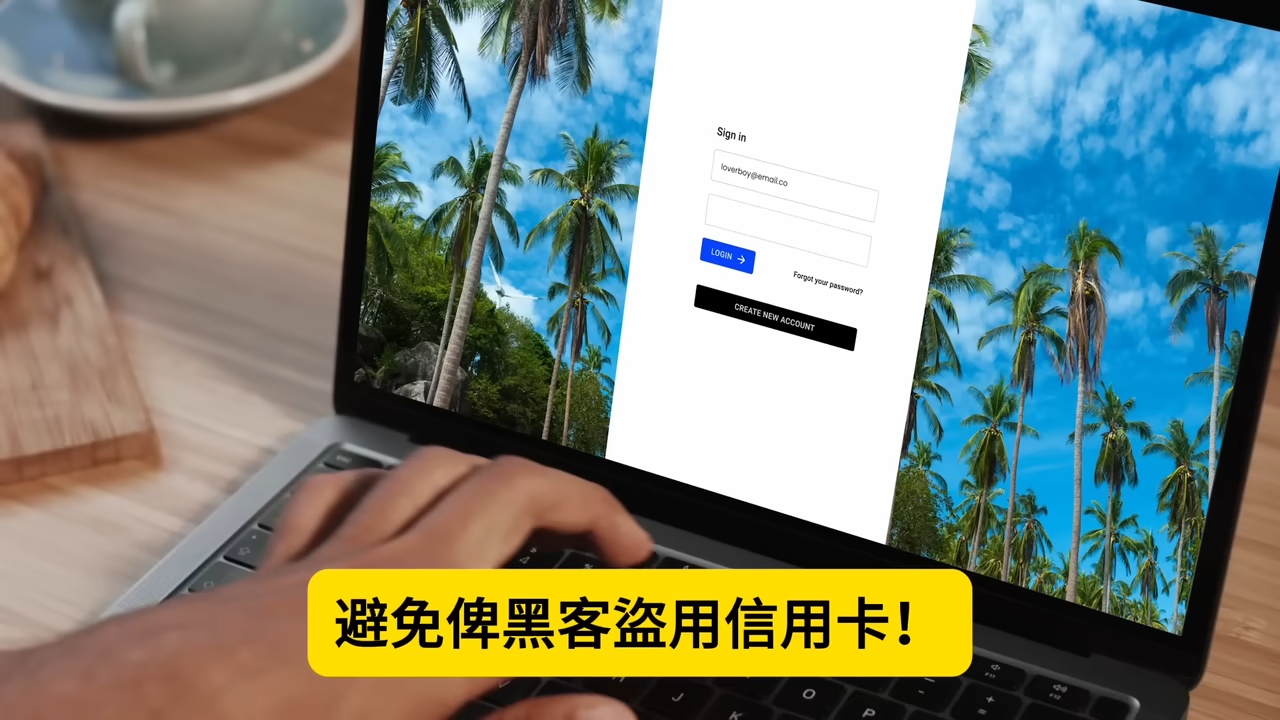 Sign in
loverboy@email.co
LOGIN →
Forgot your password?
CREATE NEW ACCOUNT
避免俾黑客盜用信用卡！
J
K
O
P